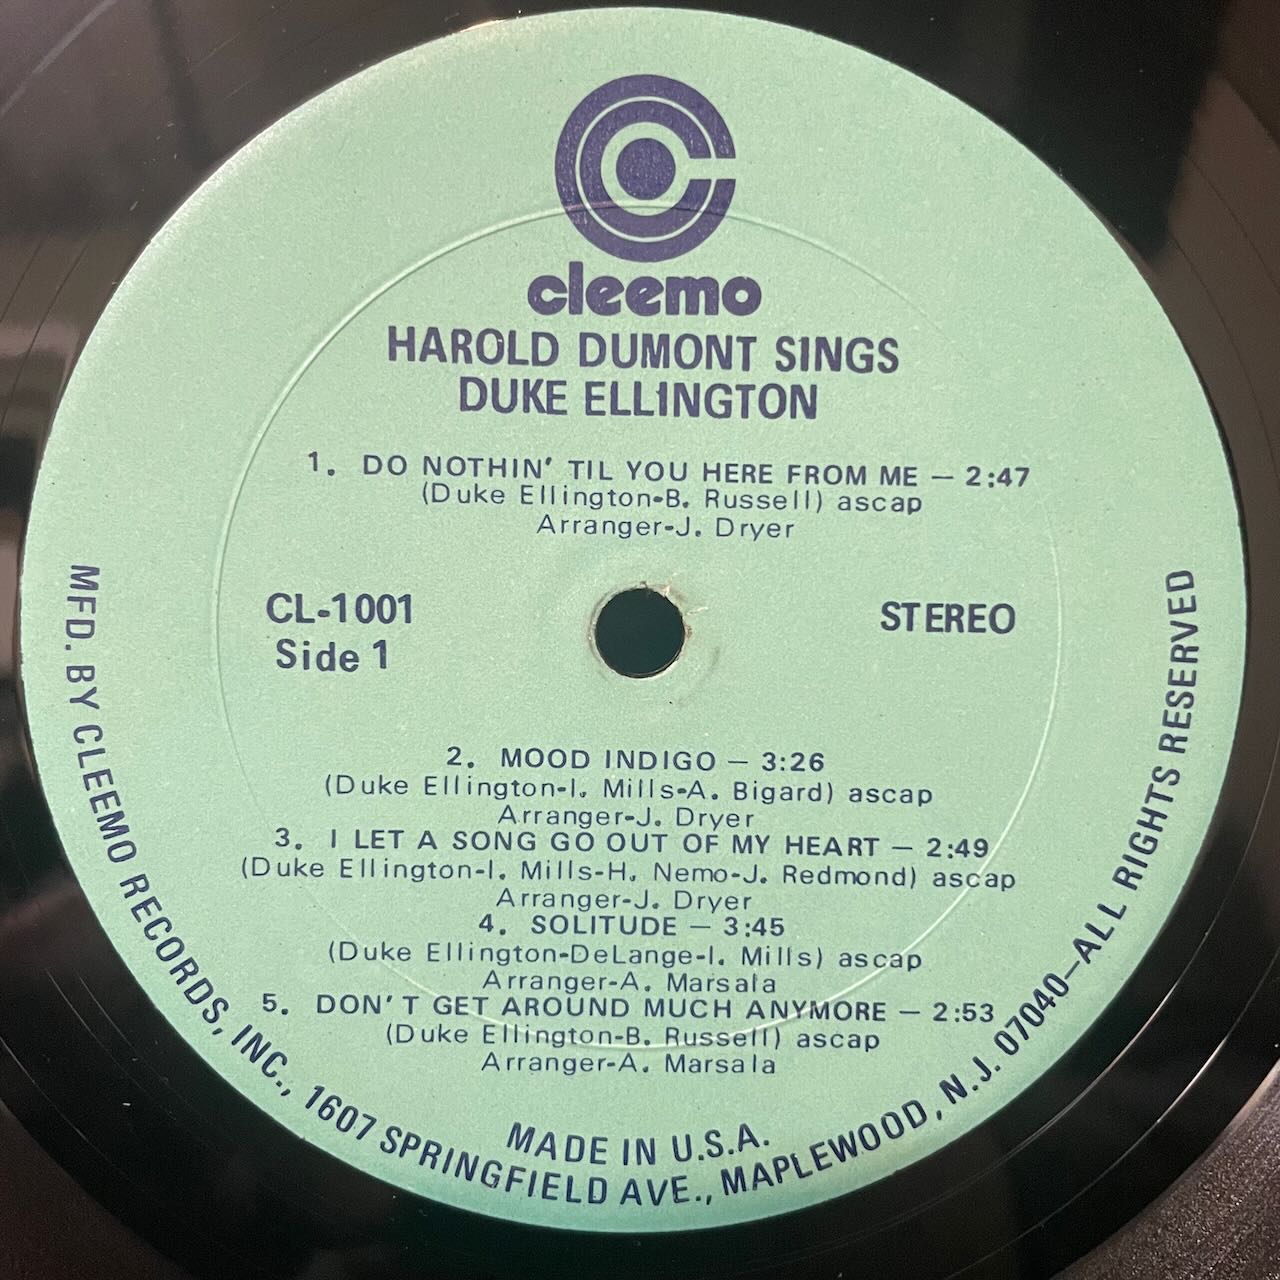 cleemo
HAROLD DUMONT SINGS
DUKE ELLINGTON
1. DO NOTHIN' TIL YOU HERE FROM ME — 2:47
(Duke Ellington-B. Russell) ascap
Arranger-J. Dryer
CL-1001
Side 1
STEREO
2. MOOD INDIGO — 3:26
(Duke Ellington-I. Mills-A. Bigard) ascap
Arranger-J. Dryer
3. I LET A SONG GO OUT OF MY HEART — 2:49
(Duke Ellington-I. Mills-H. Nemo-J. Redmond) ascap
Arranger-J. Dryer
4. SOLITUDE — 3:45
(Duke Ellington-DeLange-I. Mills) ascap
Arranger-A. Marsala
5. DON'T GET AROUND MUCH ANYMORE — 2:53
(Duke Ellington-B. Russell) ascap
Arranger-A. Marsala
MADE IN U.S.A.
MFD. BY CLEEMO RECORDS, INC., 1607 SPRINGFIELD AVE., MAPLEWOOD, N.J. 07040—ALL RIGHTS RESERVED